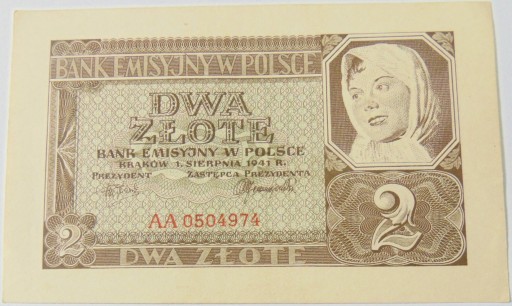 BANK EMISYJNY W POLSCE
DWA
ZŁOTE
BANK EMISYJNY W POLSCE
KRAKÓW 1. SIERPNIA 1941 R.
PREZYDENT ZASTĘPCA PREZYDENTA
AA 0504974
2
2
DWA ZŁOTE